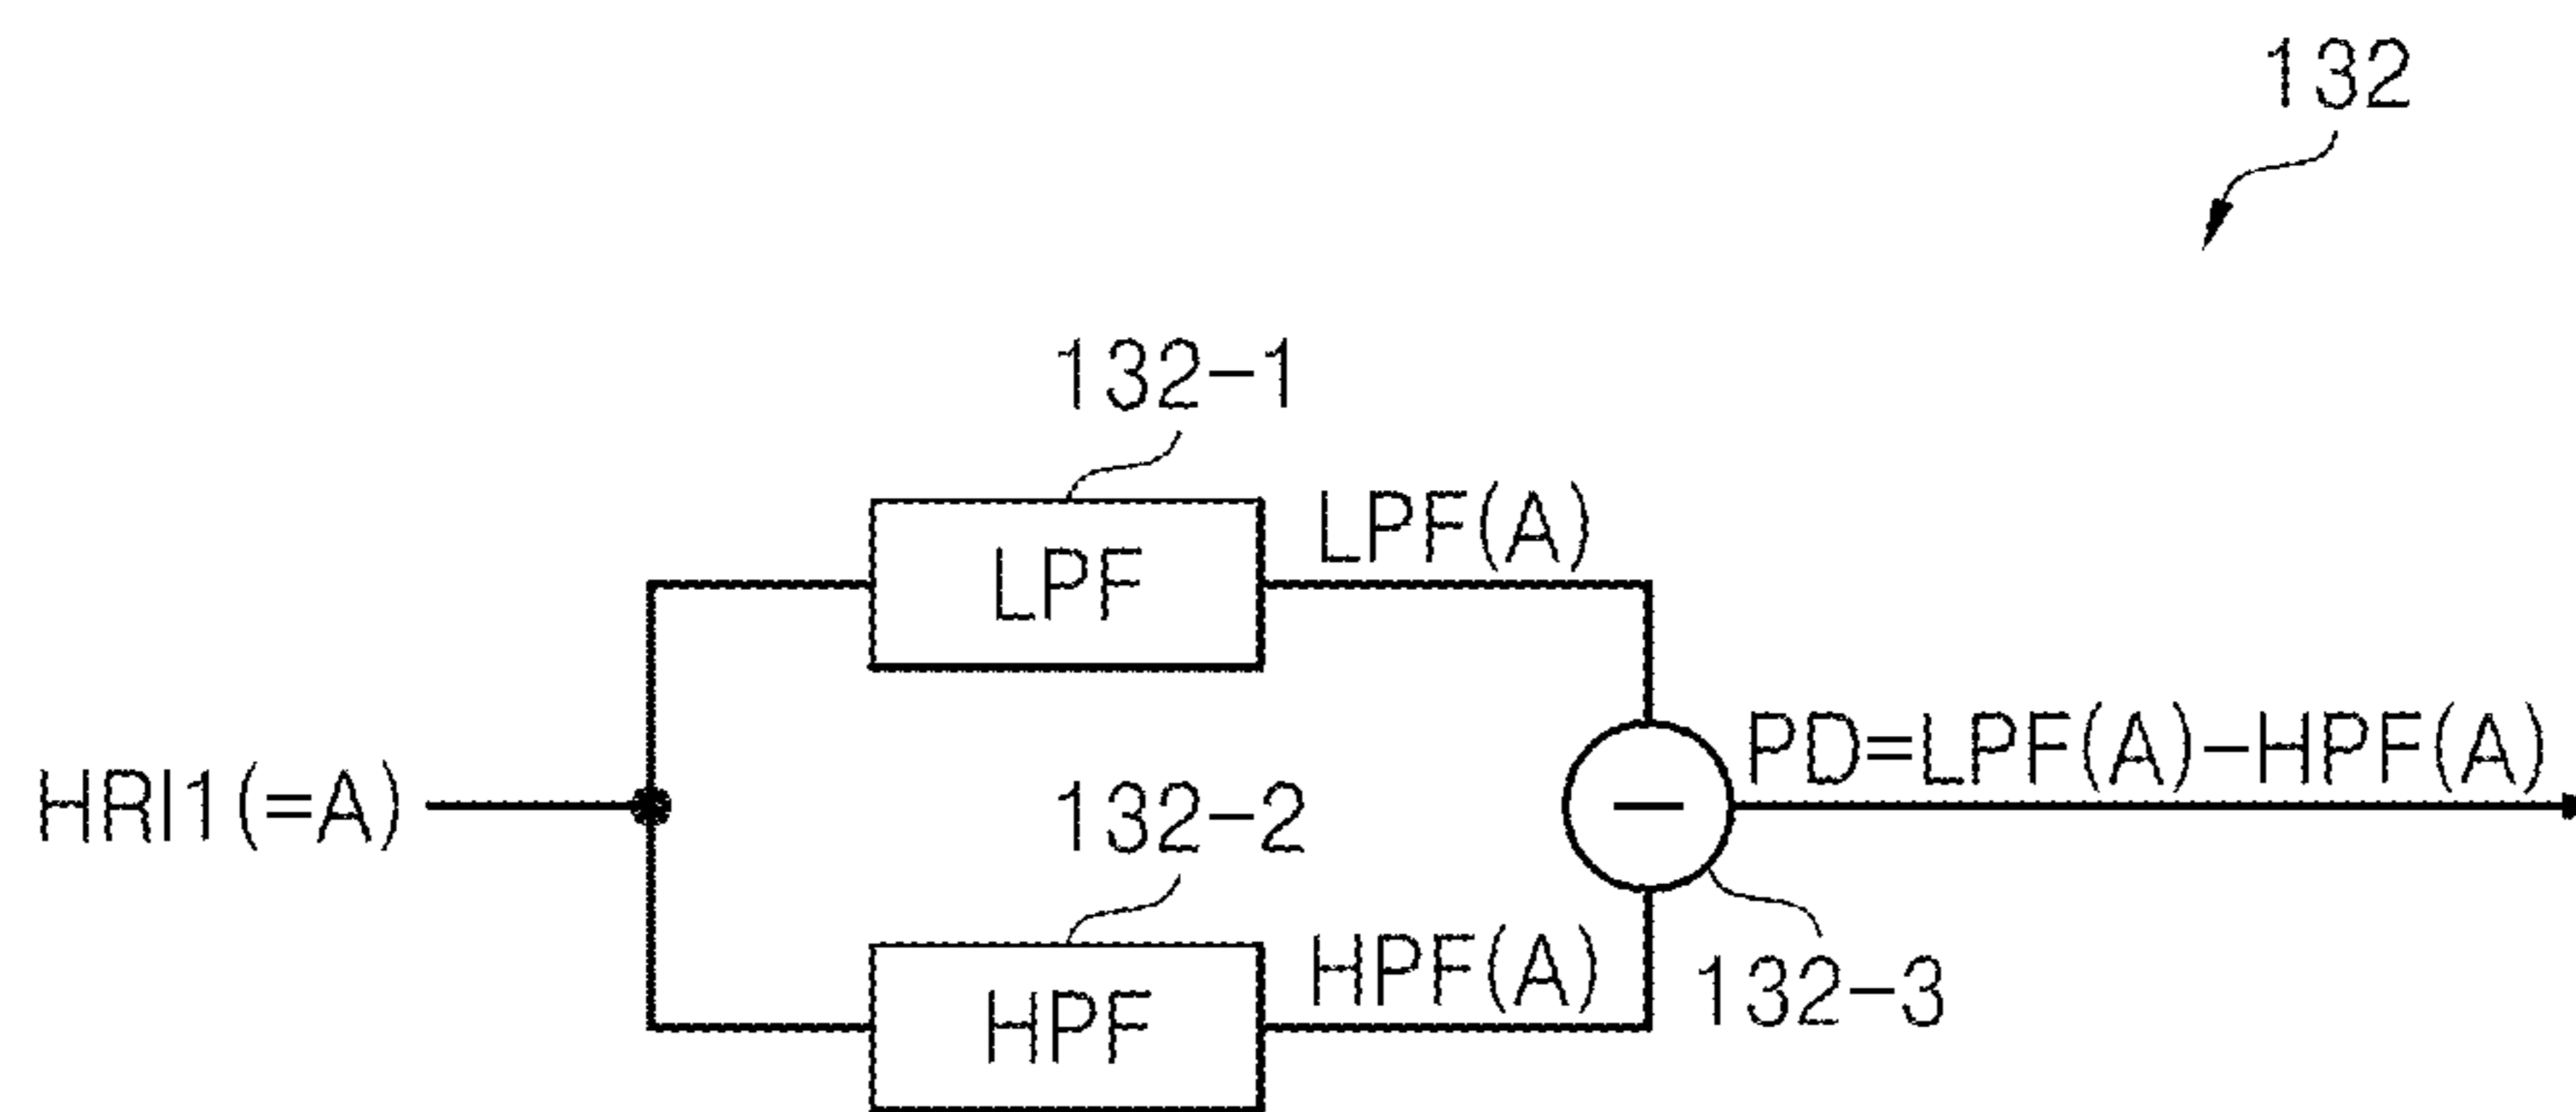 132
132-1
LPF
LPF(A)
HRI1(=A)
PD=LPF(A)-HPF(A)
−
132-2
HPF
HPF(A)
132-3